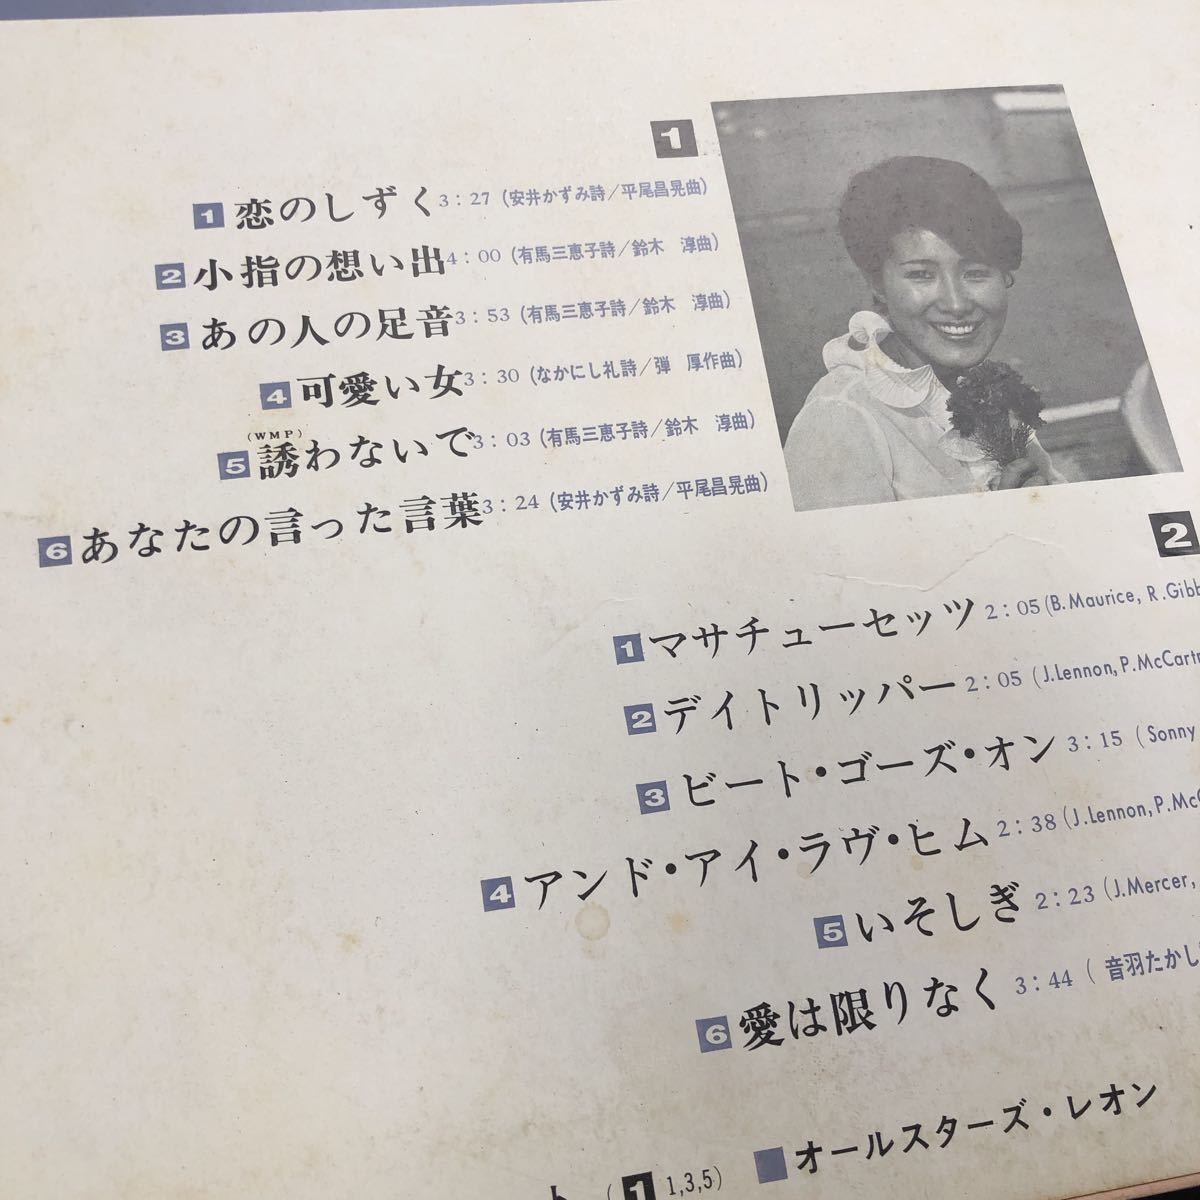 1
1 恋のしずく 3:27 (安井かずみ詩/平尾昌晃曲)
2 小指の想い出 4:00 (有馬三恵子詩/鈴木 淳曲)
3 あの人の足音 3:53 (有馬三恵子詩/鈴木 淳曲)
4 可愛い女 3:30 (なかにし礼詩/弾 厚作曲)
(WMP)
5 誘わないで 3:03 (有馬三恵子詩/鈴木 淳曲)
6 あなたの言った言葉 3:24 (安井かずみ詩/平尾昌晃曲)
2
1 マサチューセッツ 2:05 (B.Maurice, R.Gibb
2 デイトリッパー 2:05 (J.Lennon, P.McCartn
3 ビート・ゴーズ・オン 3:15 (Sonny
4 アンド・アイ・ラヴ・ヒム 2:38 (J.Lennon, P.McC
5 いそしぎ 2:23 (J.Mercer,
6 愛は限りなく 3:44 (音羽たかし
オールスターズ・レオン
ト (1 1,3,5)